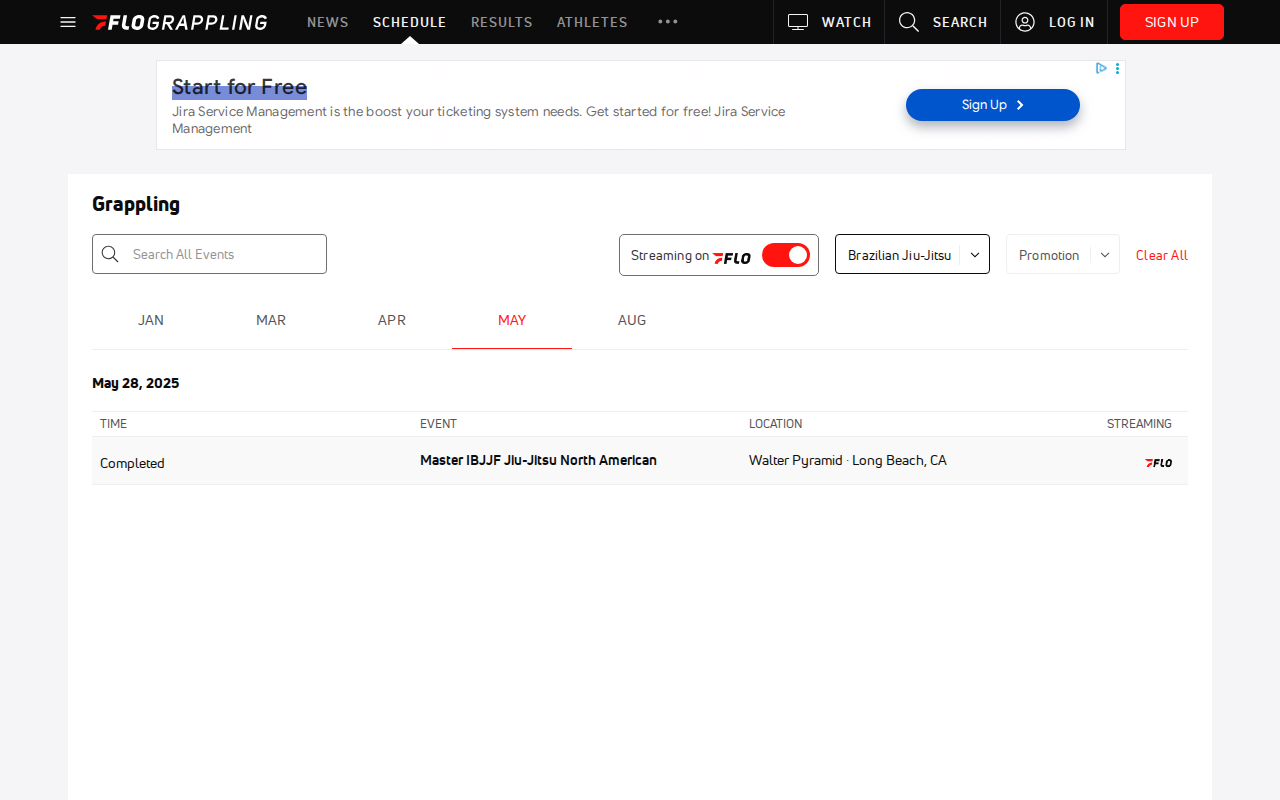 FLOGRAPPLING NEWS SCHEDULE RESULTS ATHLETES WATCH SEARCH LOG IN SIGN UP
Start for Free
Jira Service Management is the boost your ticketing system needs. Get started for free! Jira Service
Management
Sign Up
Grappling
Search All Events
Streaming on FLO
Brazilian Jiu-Jitsu
Promotion
Clear All
JAN MAR APR MAY AUG
May 28, 2025
TIME EVENT LOCATION STREAMING
Completed Master IBJJF Jiu-Jitsu North American Walter Pyramid · Long Beach, CA FLO